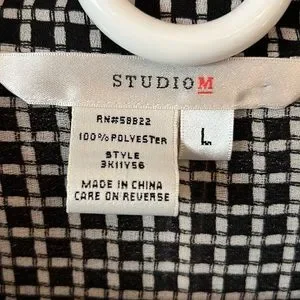 STUDIO M
RN#58822
100% POLYESTER
STYLE
3K11Y56
MADE IN CHINA
CARE ON REVERSE
L